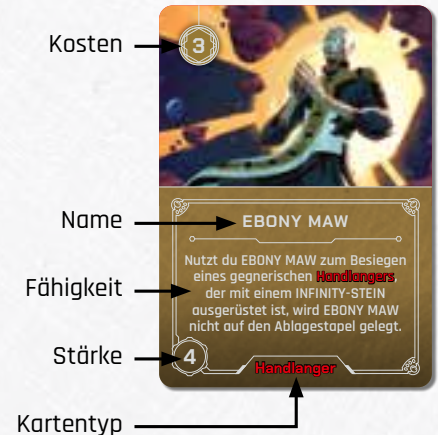 Kosten
3
Name
EBONY MAW
Nutzt du EBONY MAW zum Besiegen
eines gegnerischen Handlangers,
Fähigkeit
der mit einem INFINITY-STEIN
ausgerüstet ist, wird EBONY MAW
nicht auf den Ablagestapel gelegt.
Stärke
4
Handlanger
Kartentyp